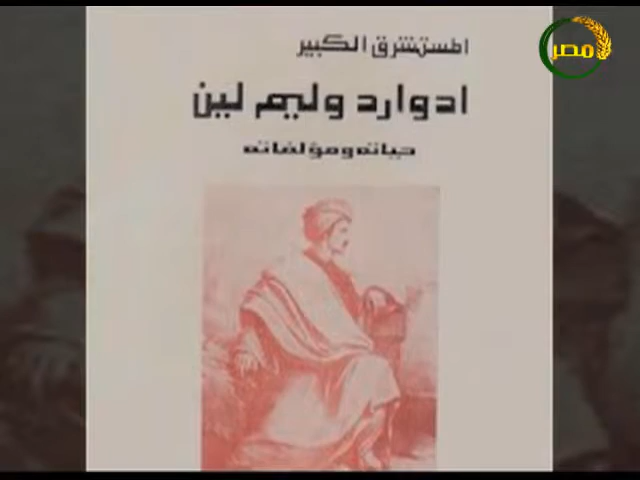 المستشرق الكبير
ادوارد وليم لين
حياته ومؤلفاته
مصر